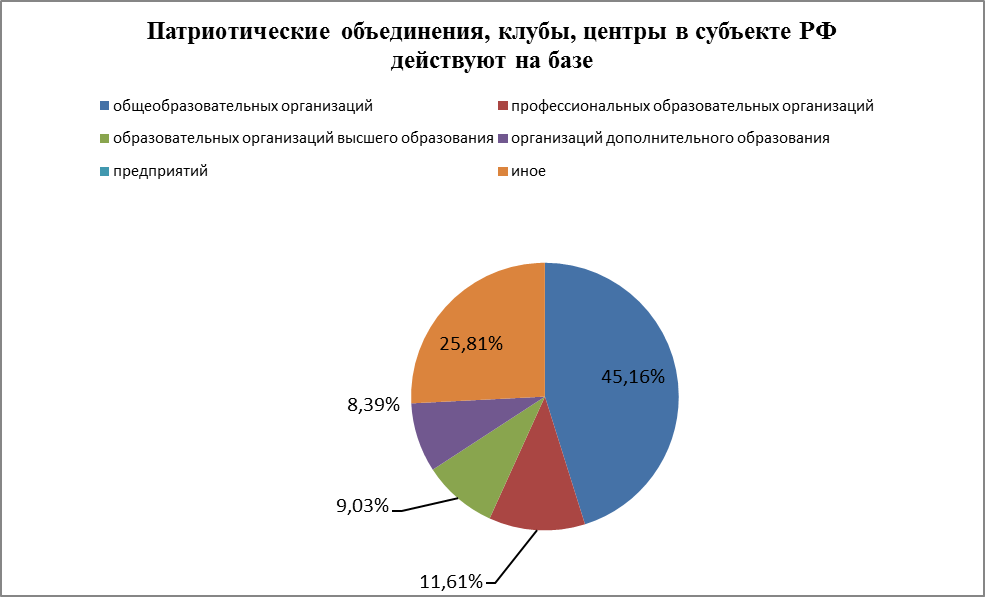 Патриотические объединения, клубы, центры в субъекте РФ
действуют на базе
общеобразовательных организаций
профессиональных образовательных организаций
образовательных организаций высшего образования
организаций дополнительного образования
предприятий
иное
25,81%
45,16%
8,39%
9,03%
11,61%